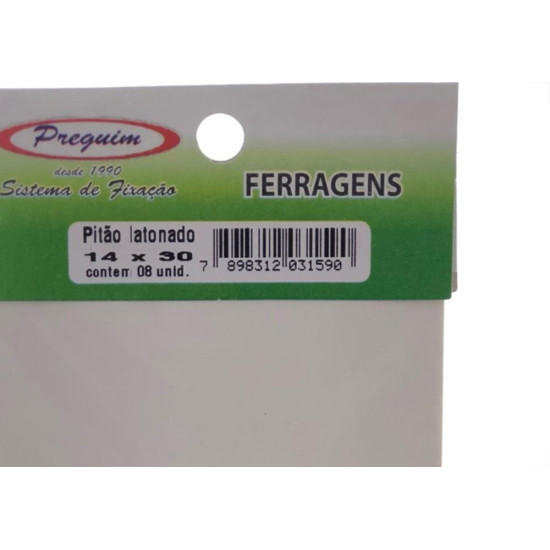 Preguim
desde 1990
Sistema de Fixação
FERRAGENS
Pitão latonado
14 x 30
contem 08 unid.
7 898312 031590